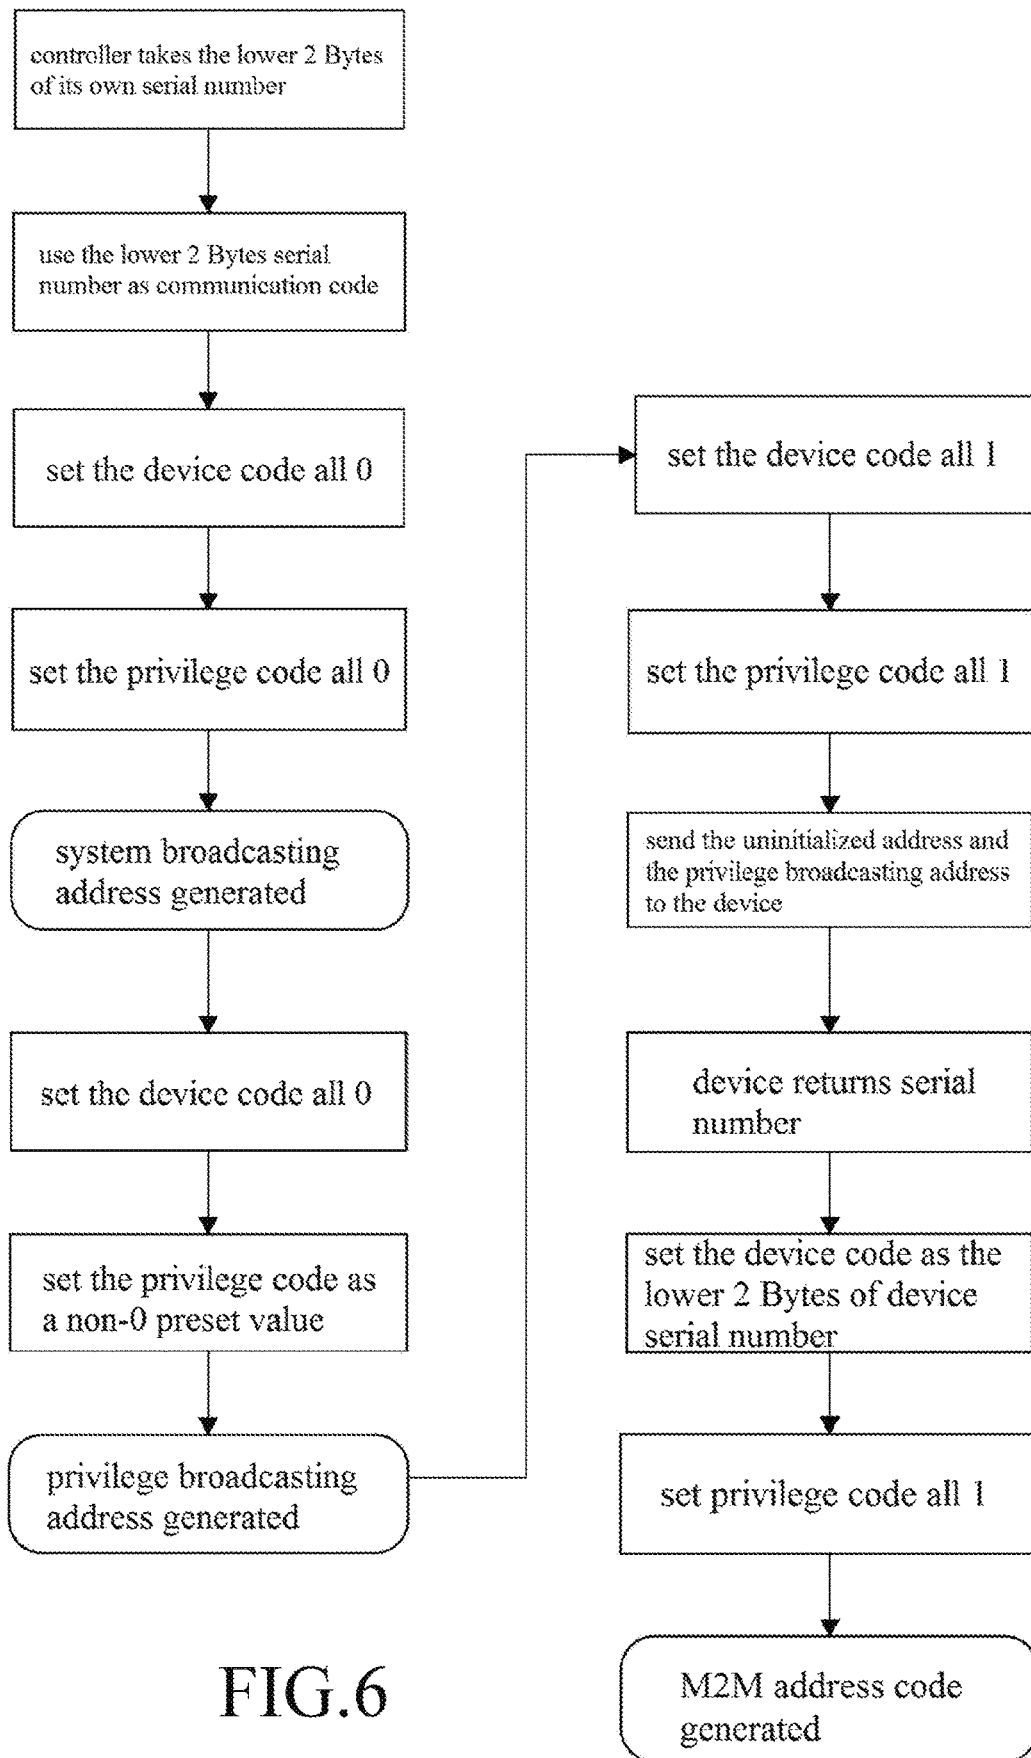 controller takes the lower 2 Bytes
of its own serial number
use the lower 2 Bytes serial
number as communication code
set the device code all 0
set the privilege code all 0
system broadcasting
address generated
set the device code all 0
set the privilege code as
a non-0 preset value
privilege broadcasting
address generated
set the device code all 1
set the privilege code all 1
send the uninitialized address and
the privilege broadcasting address
to the device
device returns serial
number
set the device code as the
lower 2 Bytes of device
serial number
set privilege code all 1
M2M address code
generated
FIG.6